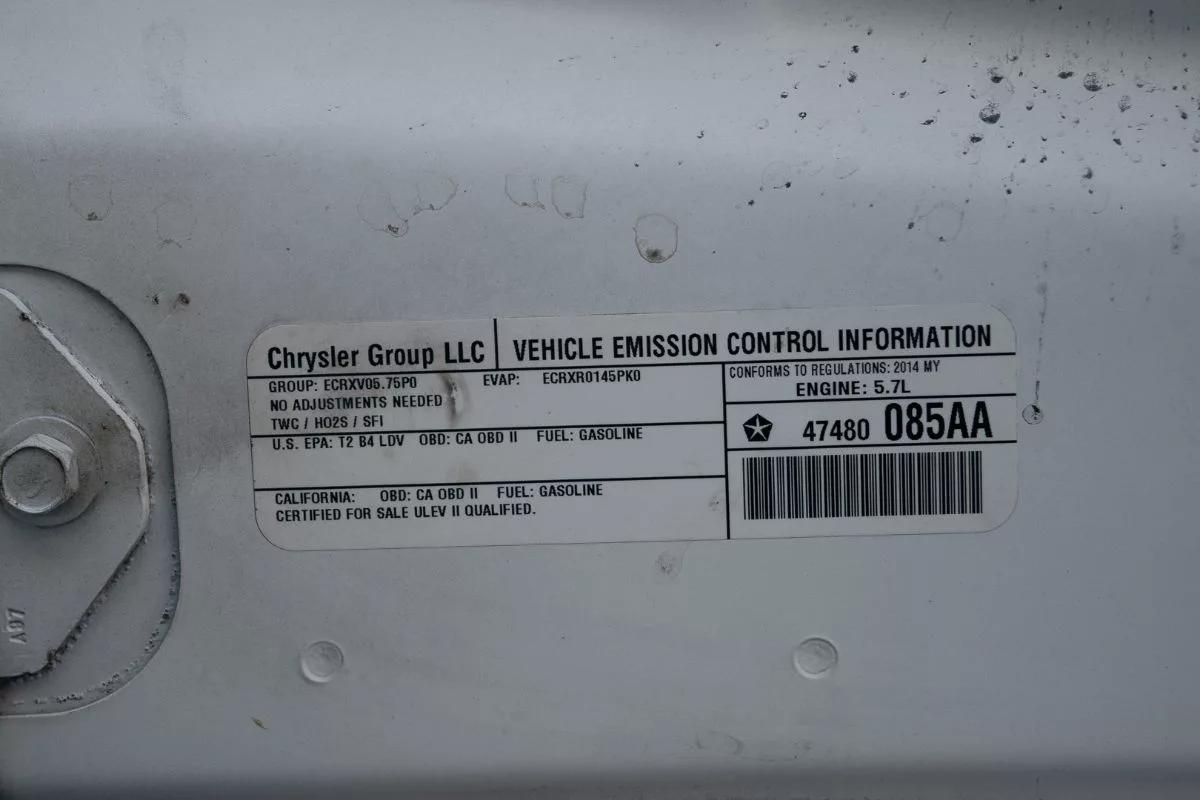 Chrysler Group LLC
VEHICLE EMISSION CONTROL INFORMATION
GROUP: ECRXV05.75P0 EVAP: ECRXR0145PK0
NO ADJUSTMENTS NEEDED
TWC / HO2S / SFI
U.S. EPA: T2 B4 LDV OBD: CA OBD II FUEL: GASOLINE
CALIFORNIA: OBD: CA OBD II FUEL: GASOLINE
CERTIFIED FOR SALE ULEV II QUALIFIED.
CONFORMS TO REGULATIONS: 2014 MY
ENGINE: 5.7L
47480 085AA
A97